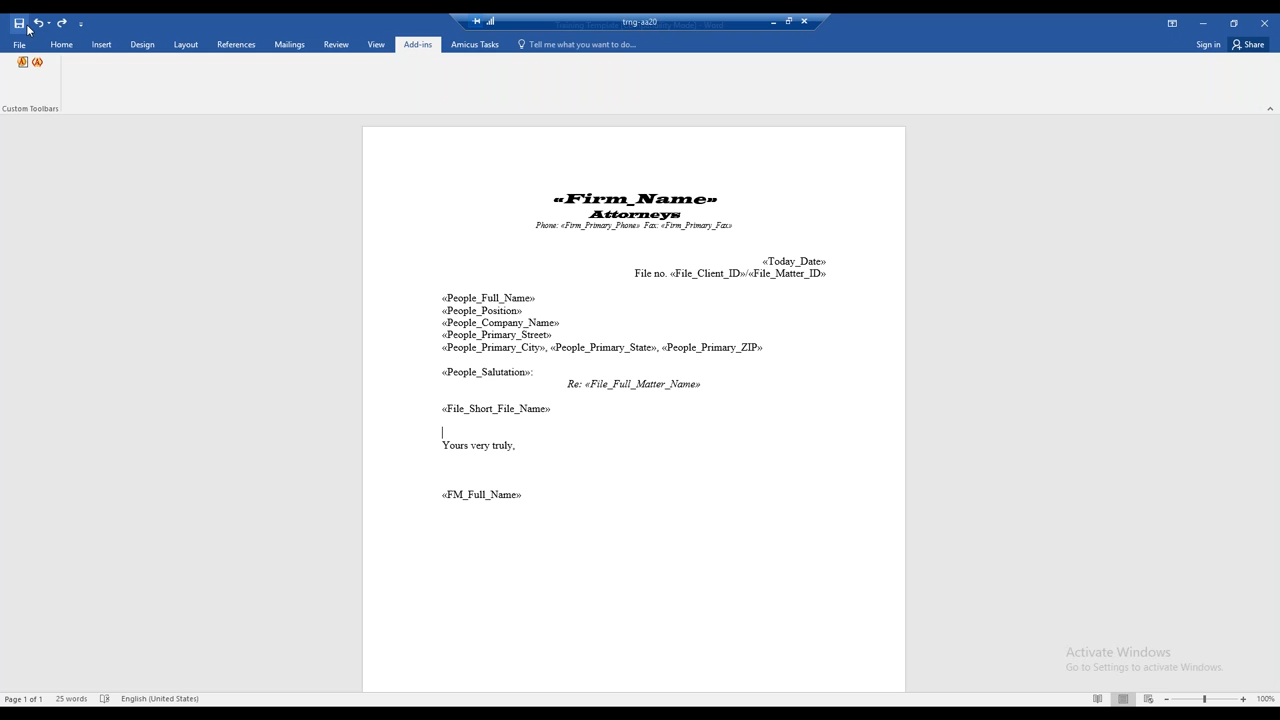 trng-aa20
File Home Insert Design Layout References Mailings Review View Add-ins Amicus Tasks Tell me what you want to do... Sign in Share
Custom Toolbars
«Firm_Name»
Attorneys
Phone: «Firm_Primary_Phone» Fax: «Firm_Primary_Fax»
«Today_Date»
File no. «File_Client_ID»/«File_Matter_ID»
«People_Full_Name»
«People_Position»
«People_Company_Name»
«People_Primary_Street»
«People_Primary_City», «People_Primary_State», «People_Primary_ZIP»
«People_Salutation»:
Re: «File_Full_Matter_Name»
«File_Short_File_Name»
Yours very truly,
«FM_Full_Name»
Activate Windows
Go to Settings to activate Windows.
Page 1 of 1 25 words English (United States) 100%